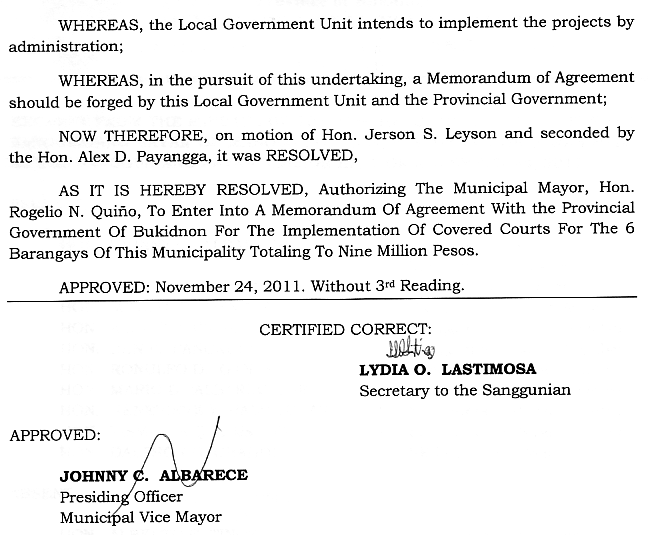 WHEREAS, the Local Government Unit intends to implement the projects by
administration;
WHEREAS, in the pursuit of this undertaking, a Memorandum of Agreement
should be forged by this Local Government Unit and the Provincial Government;
NOW THEREFORE, on motion of Hon. Jerson S. Leyson and seconded by
the Hon. Alex D. Payangga, it was RESOLVED,
AS IT IS HEREBY RESOLVED, Authorizing The Municipal Mayor, Hon.
Rogelio N. Quiño, To Enter Into A Memorandum Of Agreement With the Provincial
Government Of Bukidnon For The Implementation Of Covered Courts For The 6
Barangays Of This Municipality Totaling To Nine Million Pesos.
APPROVED: November 24, 2011. Without 3rd Reading.
CERTIFIED CORRECT:
LYDIA O. LASTIMOSA
Secretary to the Sanggunian
APPROVED:
JOHNNY C. ALBARECE
Presiding Officer
Municipal Vice Mayor